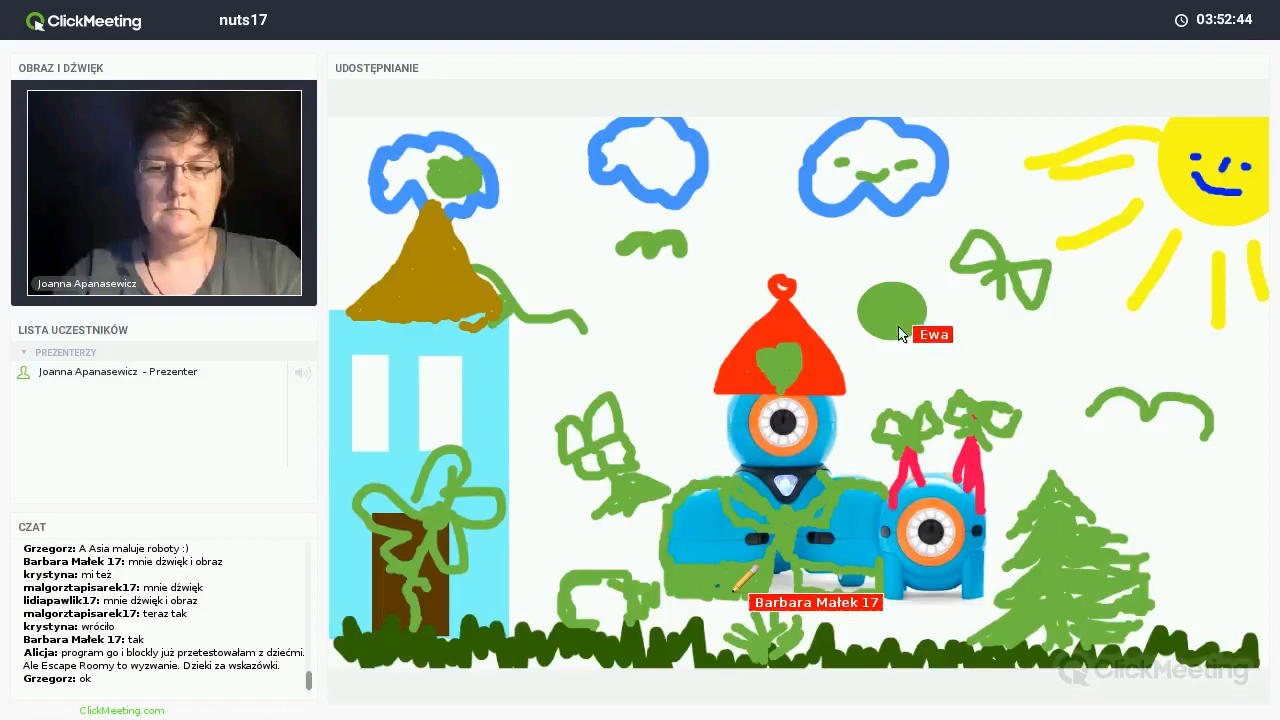 ClickMeeting
nuts17
03:52:44
OBRAZ I DŹWIĘK
Joanna Apanasewicz
LISTA UCZESTNIKÓW
PREZENTERZY
Joanna Apanasewicz - Prezenter
CZAT
Grzegorz: A Asia maluje roboty :)
Barbara Małek 17: mnie dźwięk i obraz
krystyna: mi też
malgorztapisarek17: mnie dźwięk
lidiapawlik17: mnie dźwięk i obraz
malgorztapisarek17: teraz tak
krystyna: wróciło
Barbara Małek 17: tak
Alicja: program go i blockly już przetestowałam z dziećmi.
Ale Escape Roomy to wyzwanie. Dzieki za wskazówki.
Grzegorz: ok
ClickMeeting.com
UDOSTĘPNIANIE
Ewa
Barbara Małek 17
ClickMeeting